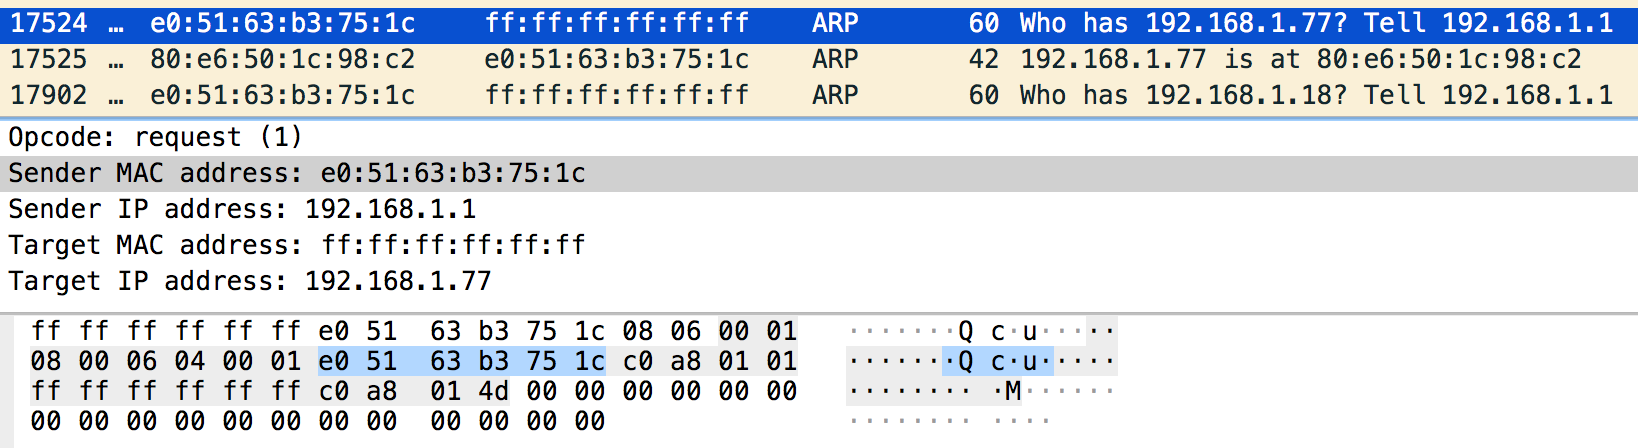 17524 … e0:51:63:b3:75:1c ff:ff:ff:ff:ff:ff ARP 60 Who has 192.168.1.77? Tell 192.168.1.1
17525 … 80:e6:50:1c:98:c2 e0:51:63:b3:75:1c ARP 42 192.168.1.77 is at 80:e6:50:1c:98:c2
17902 … e0:51:63:b3:75:1c ff:ff:ff:ff:ff:ff ARP 60 Who has 192.168.1.18? Tell 192.168.1.1
Opcode: request (1)
Sender MAC address: e0:51:63:b3:75:1c
Sender IP address: 192.168.1.1
Target MAC address: ff:ff:ff:ff:ff:ff
Target IP address: 192.168.1.77
ff ff ff ff ff ff e0 51 63 b3 75 1c 08 06 00 01 ·······Q c·u·····
08 00 06 04 00 01 e0 51 63 b3 75 1c c0 a8 01 01 ·······Q c·u·····
ff ff ff ff ff ff c0 a8 01 4d 00 00 00 00 00 00 ········ ·M······
00 00 00 00 00 00 00 00 00 00 00 00 ········ ····